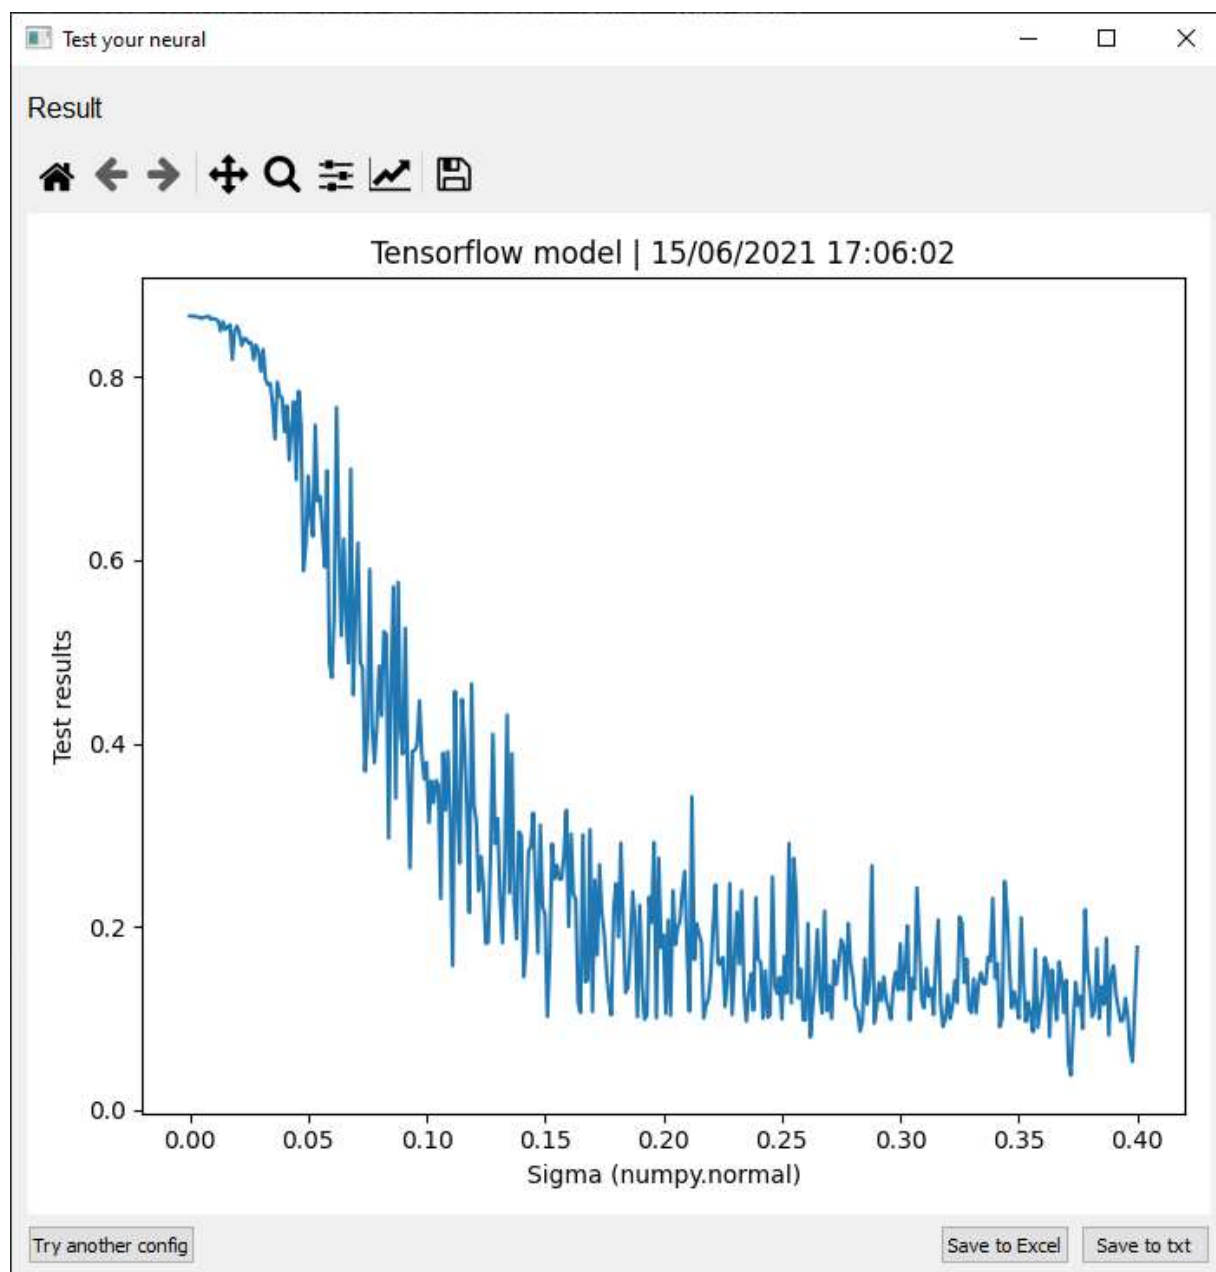 Test your neural
Result
Tensorflow model | 15/06/2021 17:06:02
0.8
0.6
0.4
0.2
0.0
Test results
0.00 0.05 0.10 0.15 0.20 0.25 0.30 0.35 0.40
Sigma (numpy.normal)
Try another config Save to Excel Save to txt